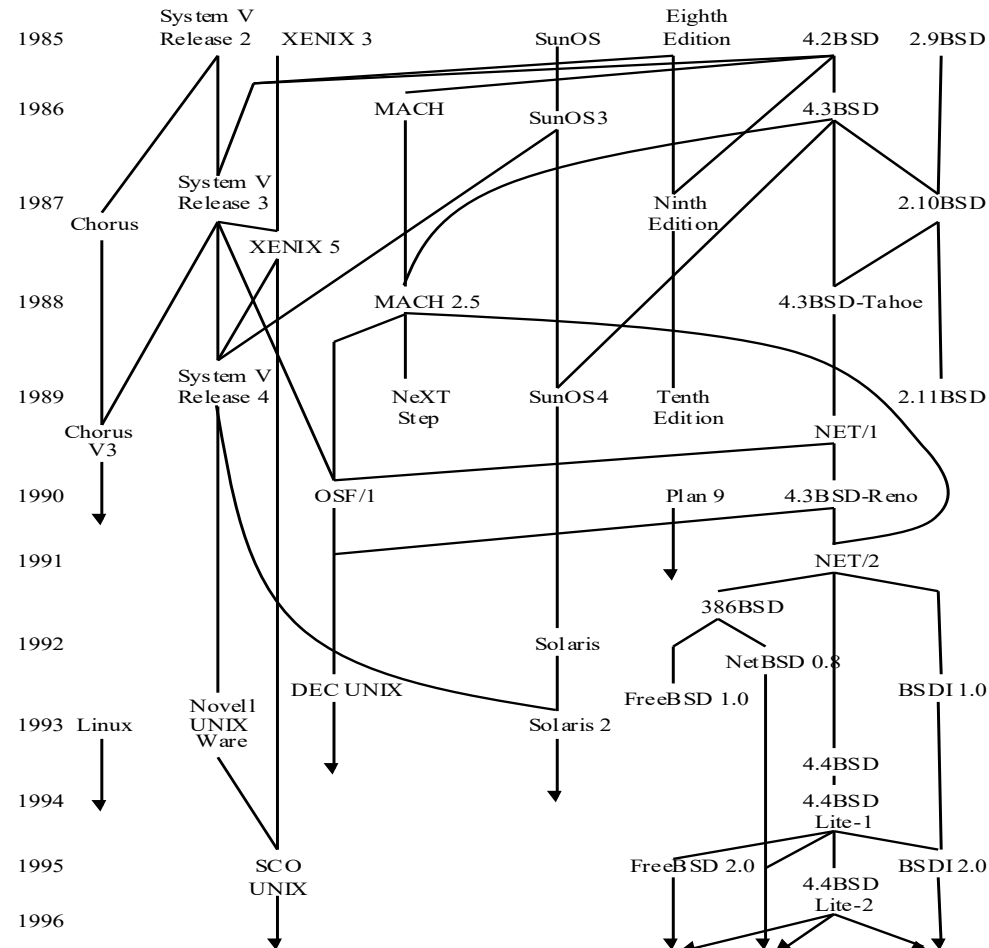 System V
Release 2
Eighth
Edition
1985
XENIX 3
SunOS
4.2BSD
2.9BSD
1986
MACH
SunOS3
4.3BSD
System V
Release 3
1987
Chorus
Ninth
Edition
2.10BSD
XENIX 5
1988
MACH 2.5
4.3BSD-Tahoe
System V
Release 4
1989
NeXT
Step
SunOS4
Tenth
Edition
2.11BSD
Chorus
V3
NET/1
1990
OSF/1
Plan 9
4.3BSD-Reno
1991
NET/2
386BSD
1992
Solaris
NetBSD 0.8
DEC UNIX
FreeBSD 1.0
BSDI 1.0
1993
Linux
Novell
UNIX
Ware
Solaris 2
4.4BSD
1994
4.4BSD
Lite-1
1995
SCO
UNIX
FreeBSD 2.0
BSDI 2.0
4.4BSD
Lite-2
1996